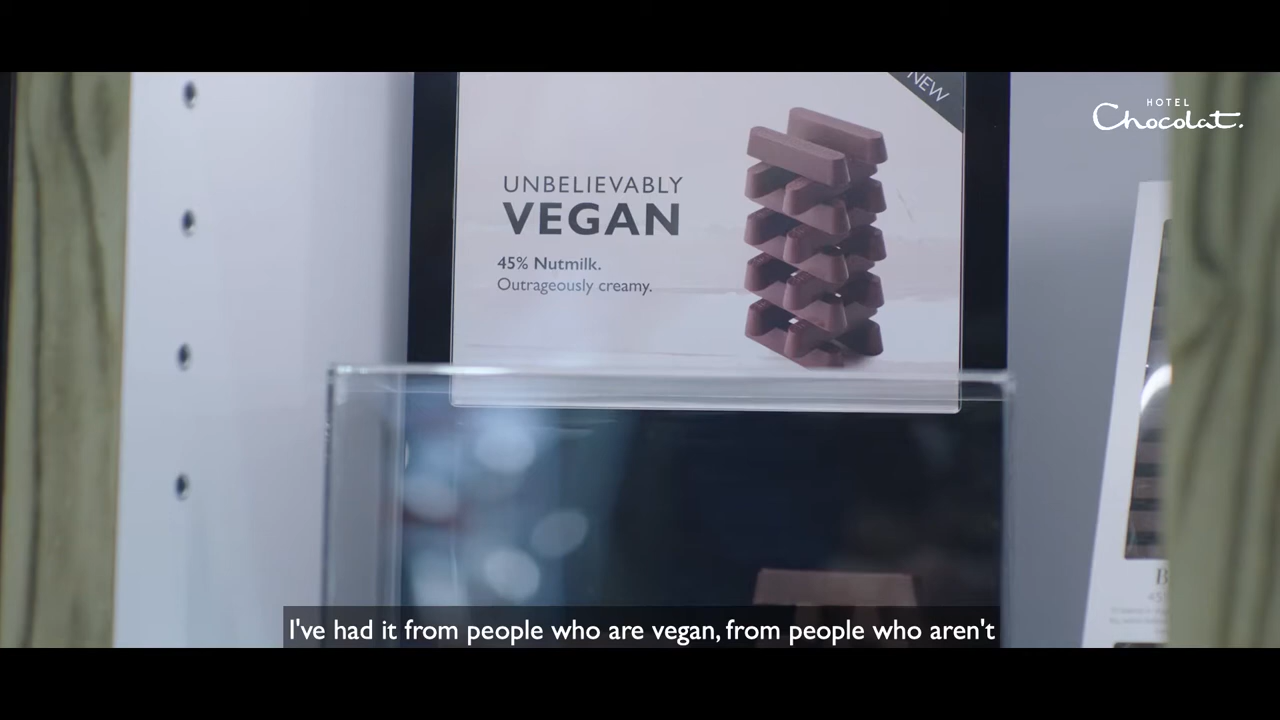 NEW
HOTEL
Chocolat.
UNBELIEVABLY
VEGAN
45% Nutmilk.
Outrageously creamy.
B
I've had it from people who are vegan, from people who aren't